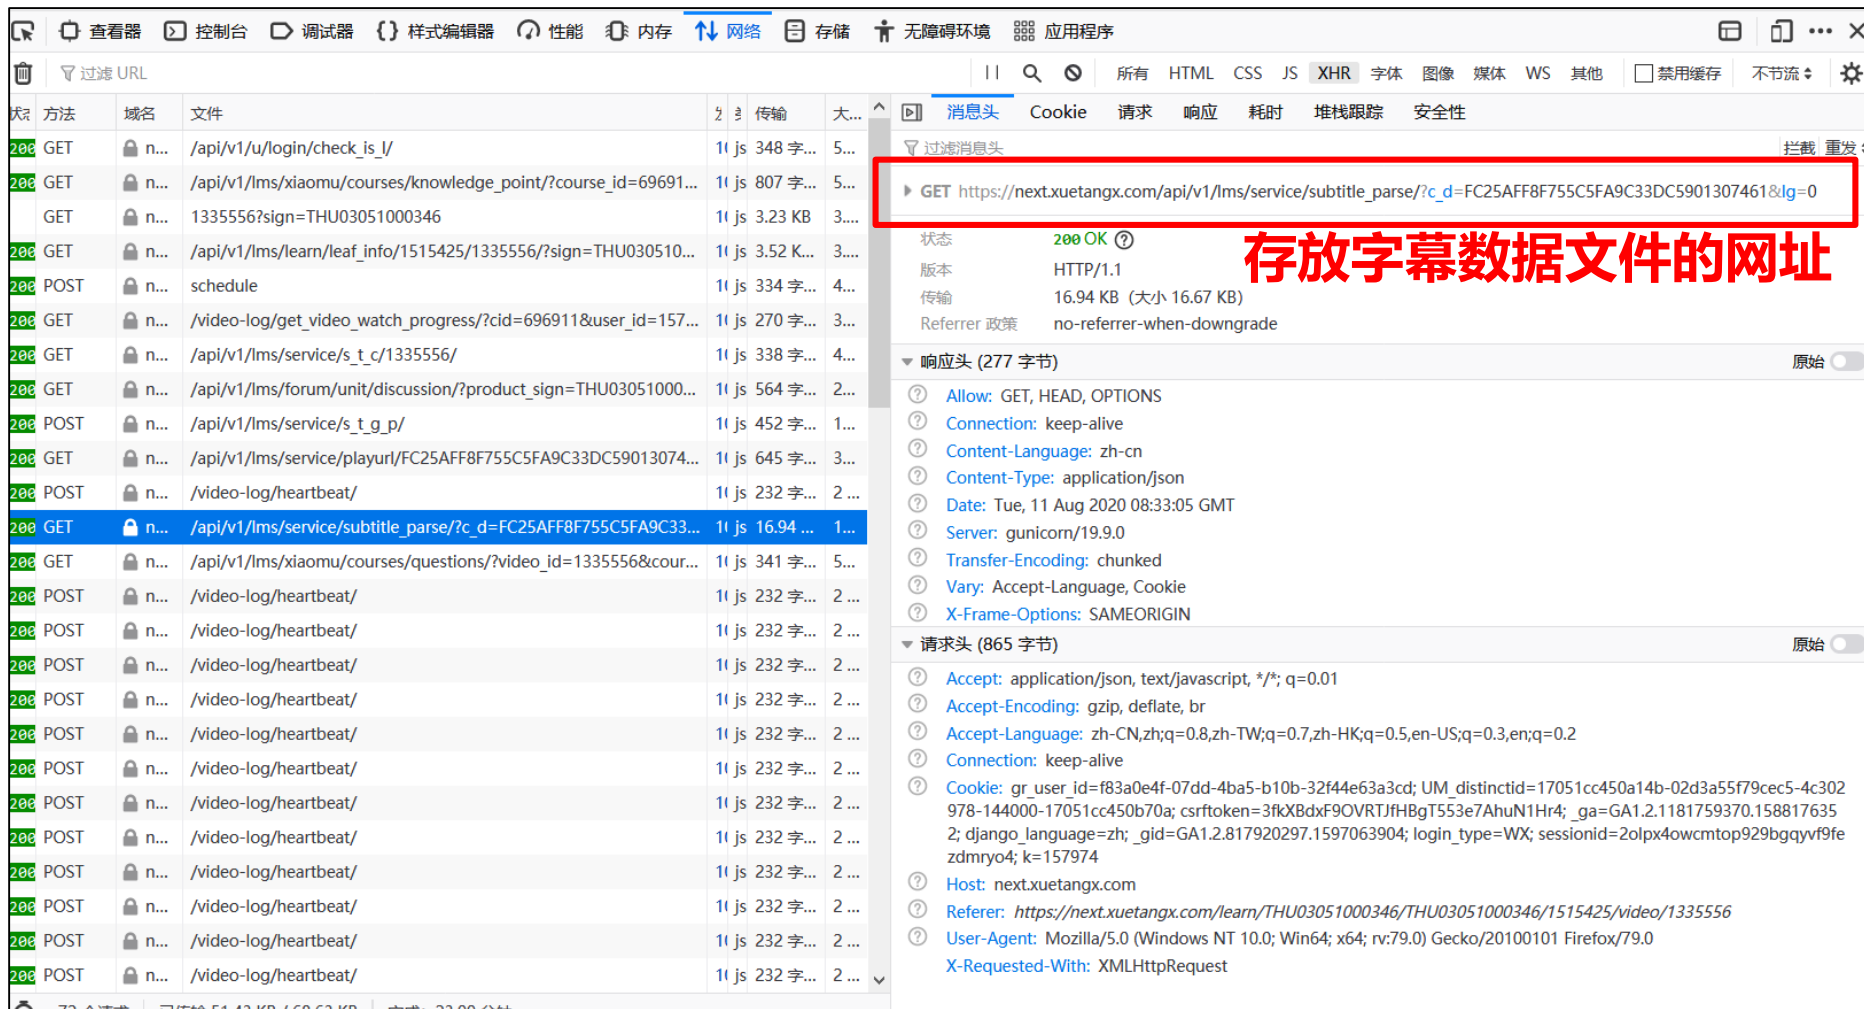 查看器 控制台 调试器 样式编辑器 性能 内存 网络 存储 无障碍环境 应用程序
过滤 URL 所有 HTML CSS JS XHR 字体 图像 媒体 WS 其他 禁用缓存 不节流
方法 域名 文件 传输 大...
200 GET n... /api/v1/u/login/check_is_l/ js 348 字... 5...
200 GET n... /api/v1/lms/xiaomu/courses/knowledge_point/?course_id=69691... js 807 字... 5...
GET n... 1335556?sign=THU03051000346 js 3.23 KB 3....
200 GET n... /api/v1/lms/learn/leaf_info/1515425/1335556/?sign=THU030510... js 3.52 K... 3....
200 POST n... schedule js 334 字... 4...
200 GET n... /video-log/get_video_watch_progress/?cid=696911&user_id=157... js 270 字... 3...
200 GET n... /api/v1/lms/service/s_t_c/1335556/ js 338 字... 4...
200 GET n... /api/v1/lms/forum/unit/discussion/?product_sign=THU03051000... js 564 字... 2...
200 POST n... /api/v1/lms/service/s_t_g_p/ js 452 字... 1...
200 GET n... /api/v1/lms/service/playurl/FC25AFF8F755C5FA9C33DC59013074... js 645 字... 3...
200 POST n... /video-log/heartbeat/ js 232 字... 2 ...
200 GET n... /api/v1/lms/service/subtitle_parse/?c_d=FC25AFF8F755C5FA9C33... js 16.94 ... 1...
200 GET n... /api/v1/lms/xiaomu/courses/questions/?video_id=1335556&cour... js 341 字... 5...
200 POST n... /video-log/heartbeat/ js 232 字... 2 ...
200 POST n... /video-log/heartbeat/ js 232 字... 2 ...
200 POST n... /video-log/heartbeat/ js 232 字... 2 ...
200 POST n... /video-log/heartbeat/ js 232 字... 2 ...
200 POST n... /video-log/heartbeat/ js 232 字... 2 ...
200 POST n... /video-log/heartbeat/ js 232 字... 2 ...
200 POST n... /video-log/heartbeat/ js 232 字... 2 ...
200 POST n... /video-log/heartbeat/ js 232 字... 2 ...
200 POST n... /video-log/heartbeat/ js 232 字... 2 ...
200 POST n... /video-log/heartbeat/ js 232 字... 2 ...
200 POST n... /video-log/heartbeat/ js 232 字... 2 ...
200 POST n... /video-log/heartbeat/ js 232 字... 2 ...
消息头 Cookie 请求 响应 耗时 堆栈跟踪 安全性
过滤消息头 拦截 重发
GET https://next.xuetangx.com/api/v1/lms/service/subtitle_parse/?c_d=FC25AFF8F755C5FA9C33DC5901307461&lg=0
存放字幕数据文件的网址
状态 200 OK
版本 HTTP/1.1
传输 16.94 KB (大小 16.67 KB)
Referrer 政策 no-referrer-when-downgrade
响应头 (277 字节) 原始
Allow: GET, HEAD, OPTIONS
Connection: keep-alive
Content-Language: zh-cn
Content-Type: application/json
Date: Tue, 11 Aug 2020 08:33:05 GMT
Server: gunicorn/19.9.0
Transfer-Encoding: chunked
Vary: Accept-Language, Cookie
X-Frame-Options: SAMEORIGIN
请求头 (865 字节) 原始
Accept: application/json, text/javascript, */*; q=0.01
Accept-Encoding: gzip, deflate, br
Accept-Language: zh-CN,zh;q=0.8,zh-TW;q=0.7,zh-HK;q=0.5,en-US;q=0.3,en;q=0.2
Connection: keep-alive
Cookie: gr_user_id=f83a0e4f-07dd-4ba5-b10b-32f44e63a3cd; UM_distinctid=17051cc450a14b-02d3a55f79cec5-4c302
978-144000-17051cc450b70a; csrftoken=3fkXBdxF9OVRTJfHBgT553e7AhuN1Hr4; _ga=GA1.2.1181759370.158817635
2; django_language=zh; _gid=GA1.2.817920297.1597063904; login_type=WX; sessionid=2olpx4owcmtop929bgqyvf9fe
zdmryo4; k=157974
Host: next.xuetangx.com
Referer: https://next.xuetangx.com/learn/THU03051000346/THU03051000346/1515425/video/1335556
User-Agent: Mozilla/5.0 (Windows NT 10.0; Win64; x64; rv:79.0) Gecko/20100101 Firefox/79.0
X-Requested-With: XMLHttpRequest